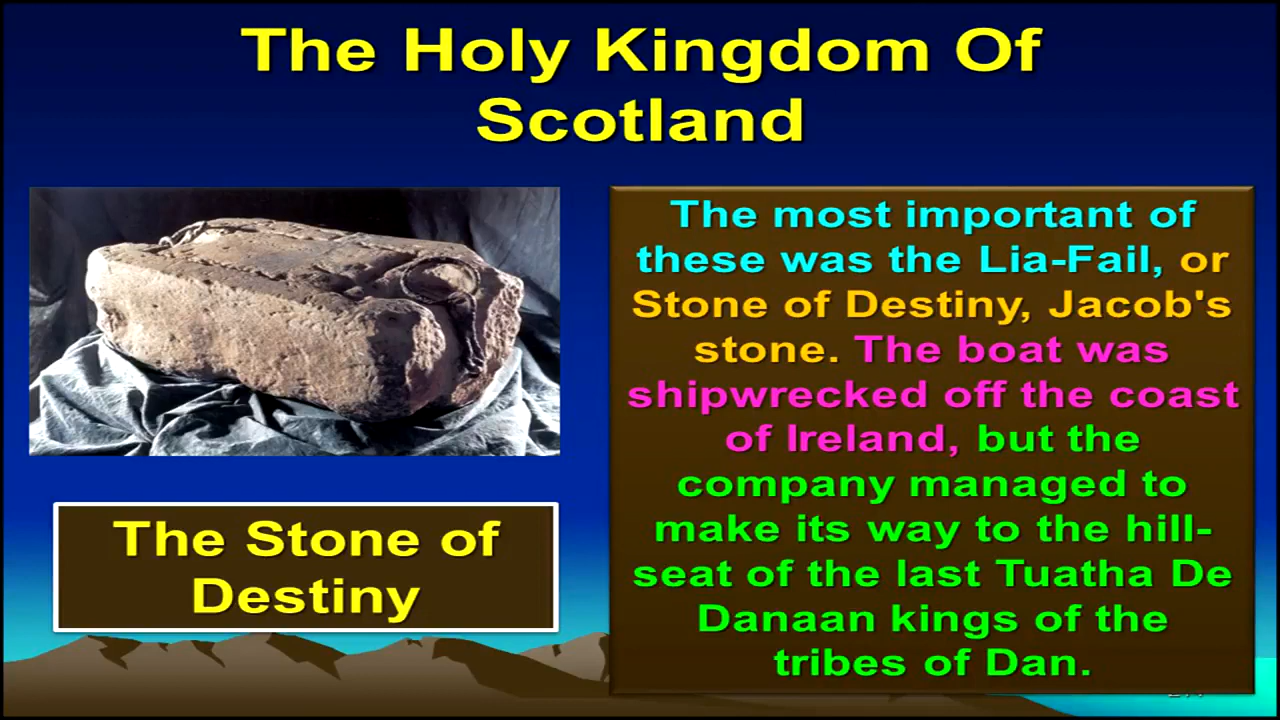 The Holy Kingdom Of
Scotland
The most important of
these was the Lia-Fail, or
Stone of Destiny, Jacob's
stone. The boat was
shipwrecked off the coast
of Ireland, but the
company managed to
make its way to the hill-
seat of the last Tuatha De
Danaan kings of the
tribes of Dan.
The Stone of
Destiny